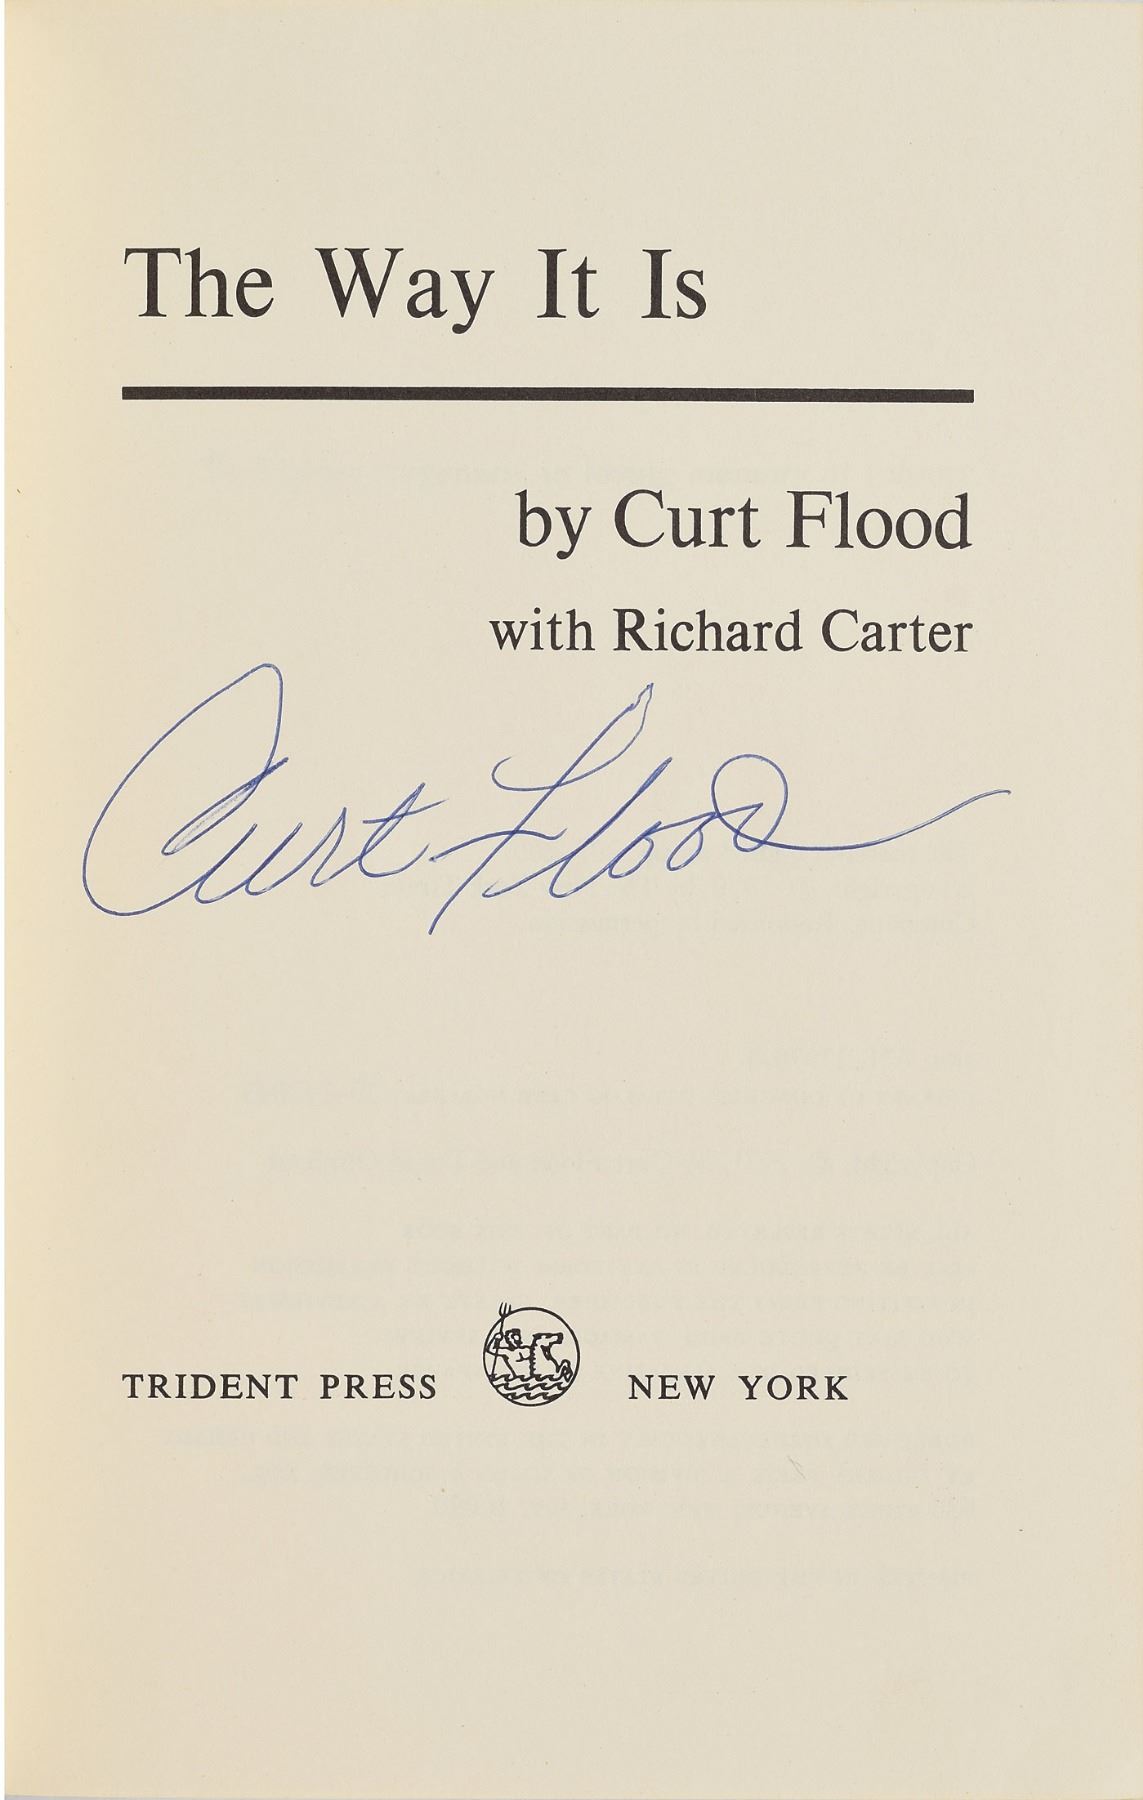 The Way It Is
by Curt Flood
with Richard Carter
Curt Flood
TRIDENT PRESS NEW YORK